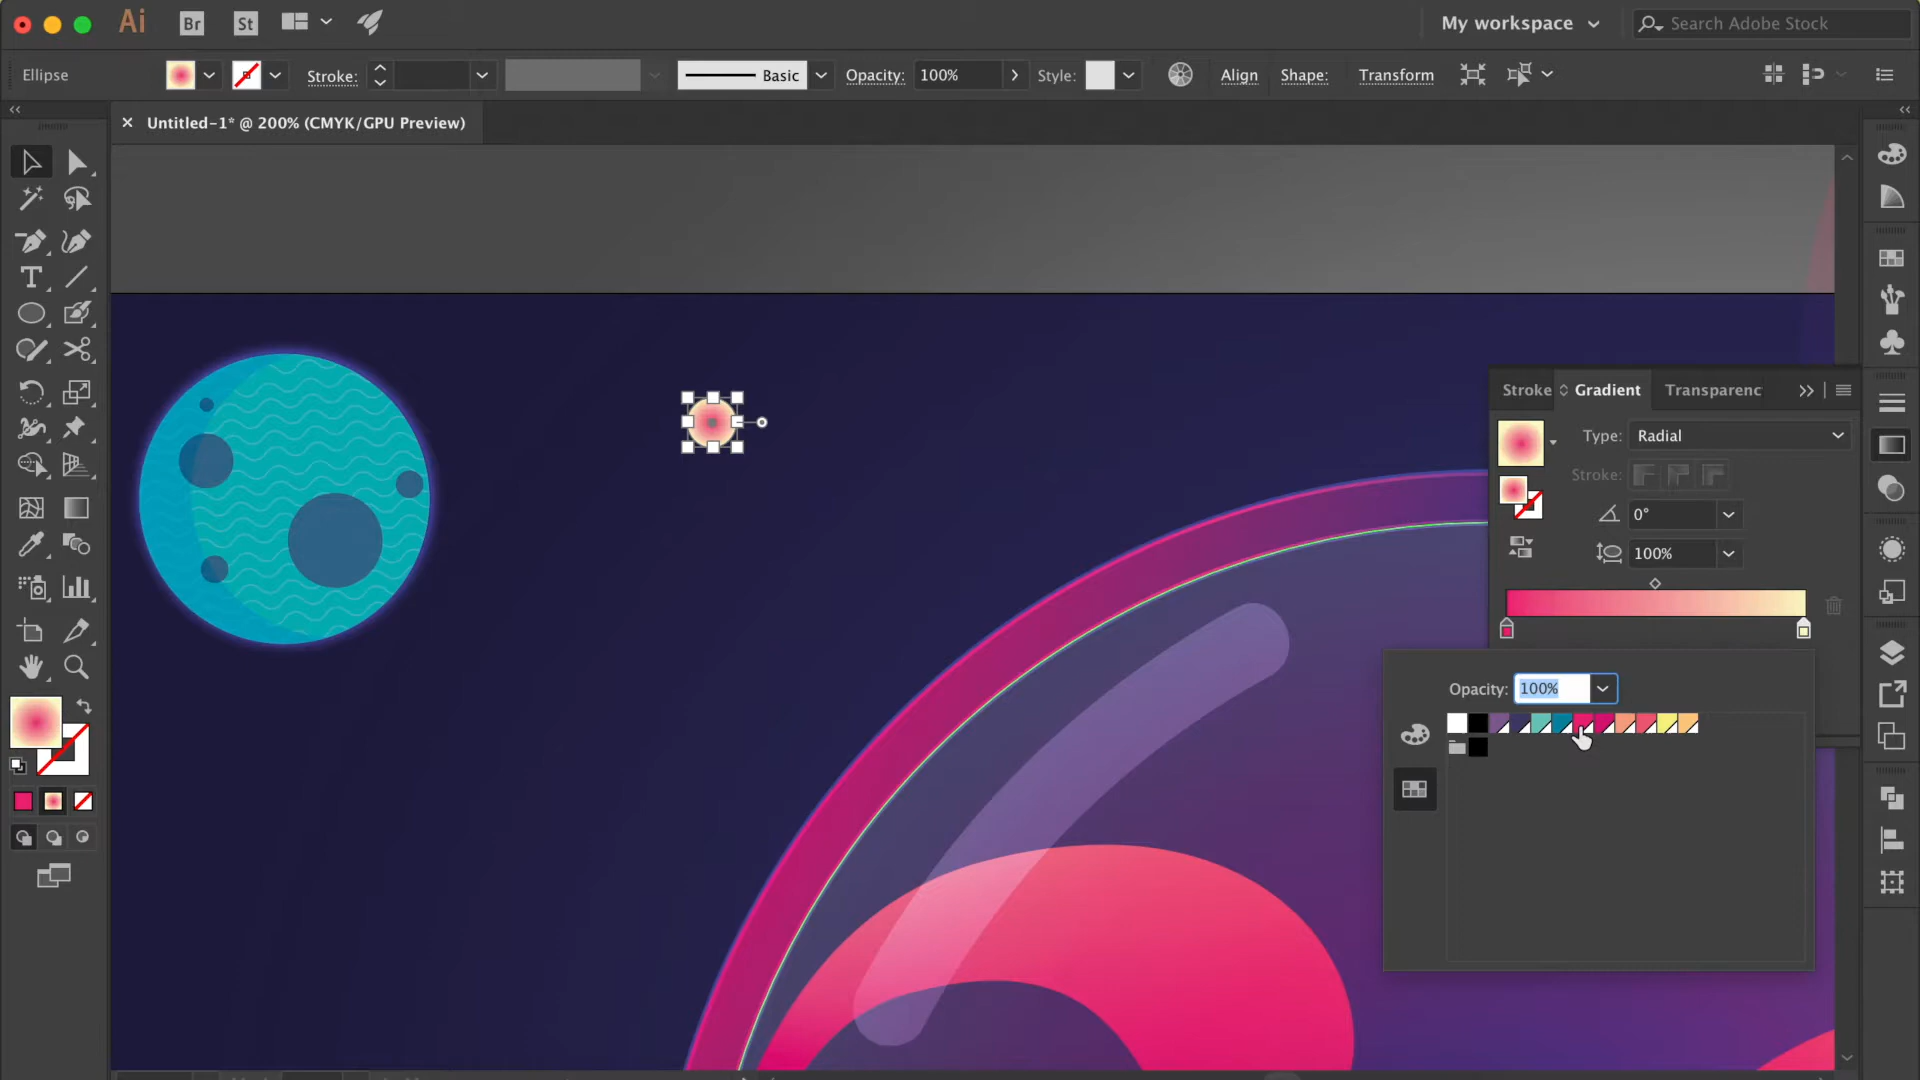 Ai Br St My workspace Search Adobe Stock
Ellipse Stroke: Basic Opacity: 100% Style: Align Shape: Transform
Untitled-1* @ 200% (CMYK/GPU Preview)
Stroke Gradient Transparenc
Type: Radial
Stroke:
0°
100%
Opacity: 100%